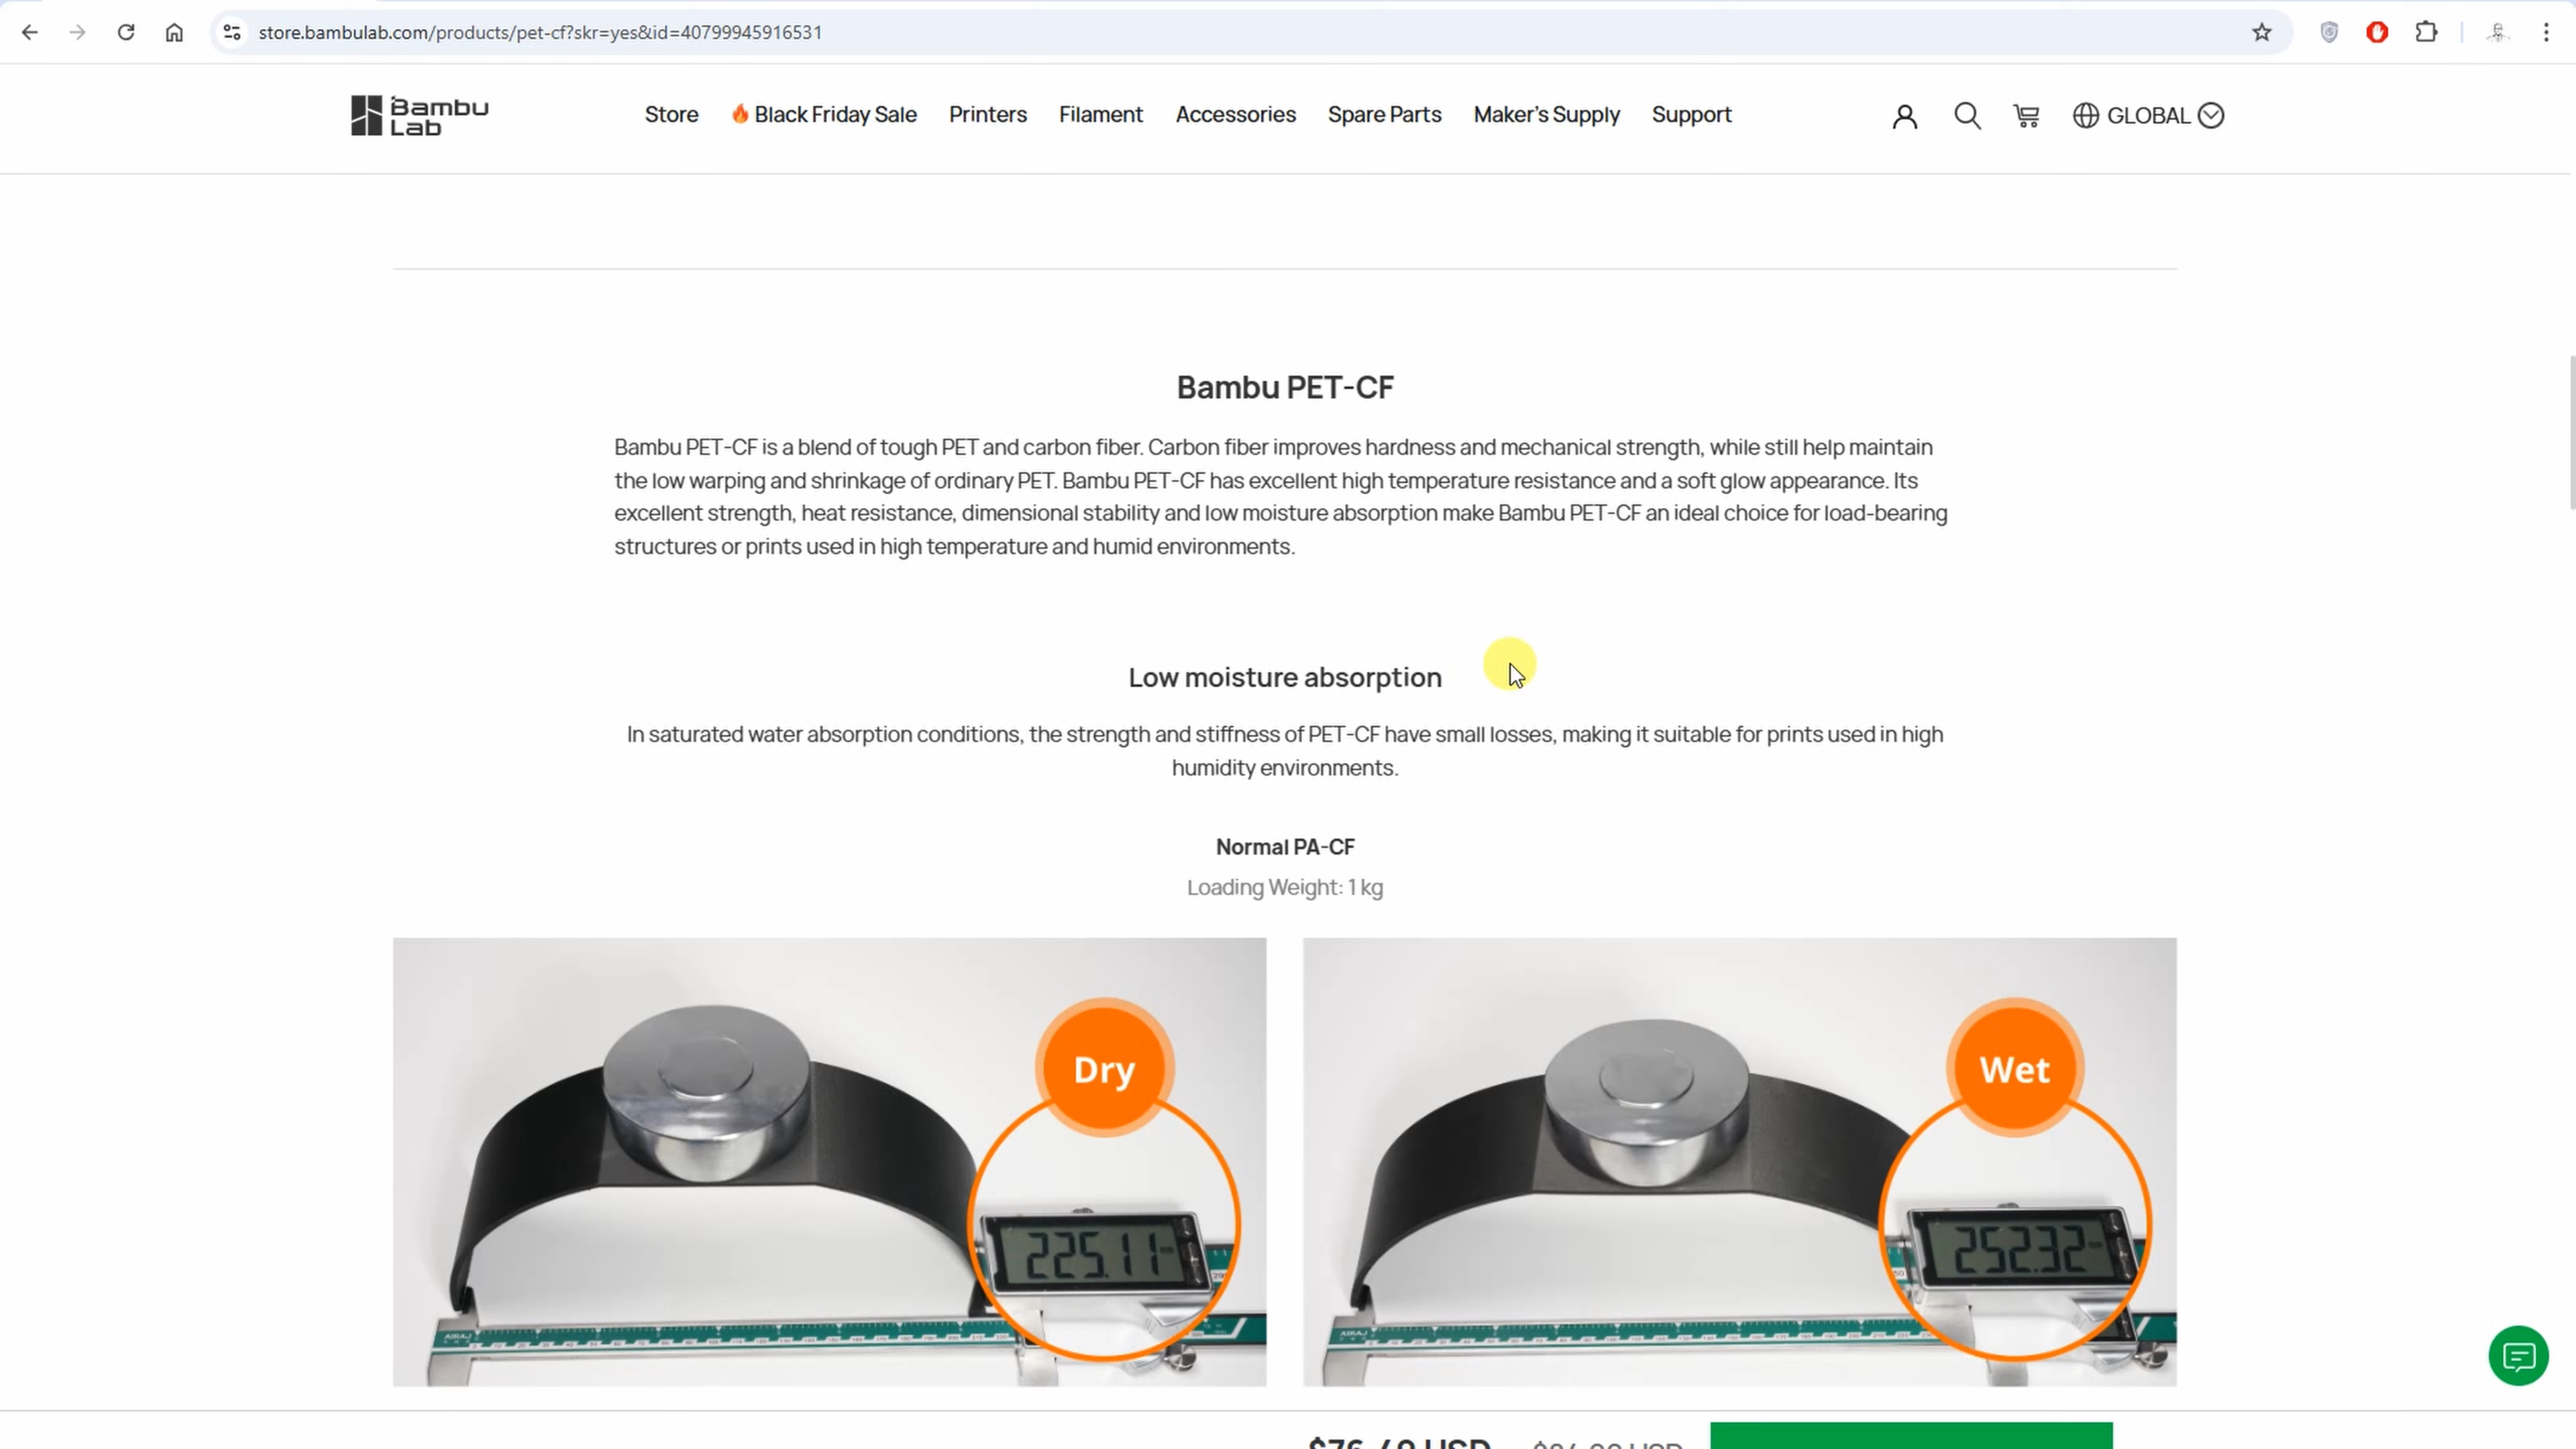 store.bambulab.com/products/pet-cf?skr=yes&id=40799945916531
Bambu Lab
Store
Black Friday Sale
Printers
Filament
Accessories
Spare Parts
Maker's Supply
Support
GLOBAL
Bambu PET-CF
Bambu PET-CF is a blend of tough PET and carbon fiber. Carbon fiber improves hardness and mechanical strength, while still help maintain
the low warping and shrinkage of ordinary PET. Bambu PET-CF has excellent high temperature resistance and a soft glow appearance. Its
excellent strength, heat resistance, dimensional stability and low moisture absorption make Bambu PET-CF an ideal choice for load-bearing
structures or prints used in high temperature and humid environments.
Low moisture absorption
In saturated water absorption conditions, the strength and stiffness of PET-CF have small losses, making it suitable for prints used in high
humidity environments.
Normal PA-CF
Loading Weight: 1 kg
Dry
225.11
Wet
252.32